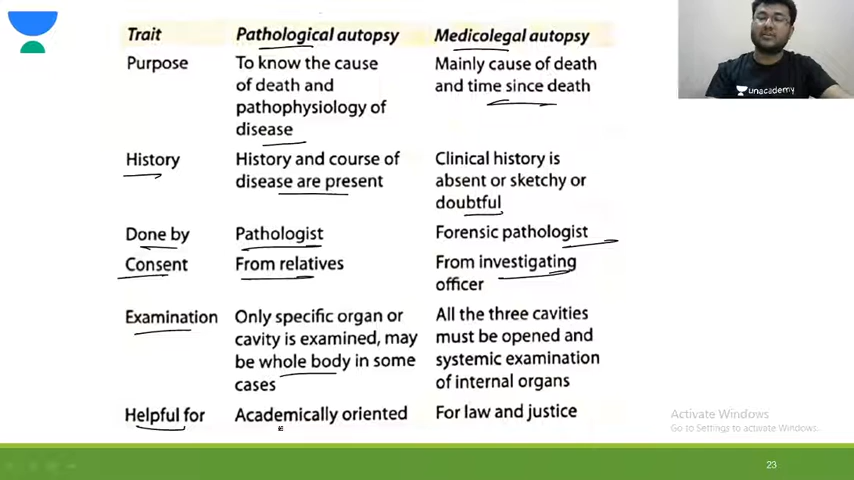 Trait Pathological autopsy Medicolegal autopsy
Purpose To know the cause Mainly cause of death
of death and and time since death
pathophysiology of
disease
History History and course of Clinical history is
disease are present absent or sketchy or
doubtful
Done by Pathologist Forensic pathologist
Consent From relatives From investigating
officer
Examination Only specific organ or All the three cavities
cavity is examined, may must be opened and
be whole body in some systemic examination
cases of internal organs
Helpful for Academically oriented For law and justice
unacademy
Activate Windows
Go to Settings to activate Windows.
23